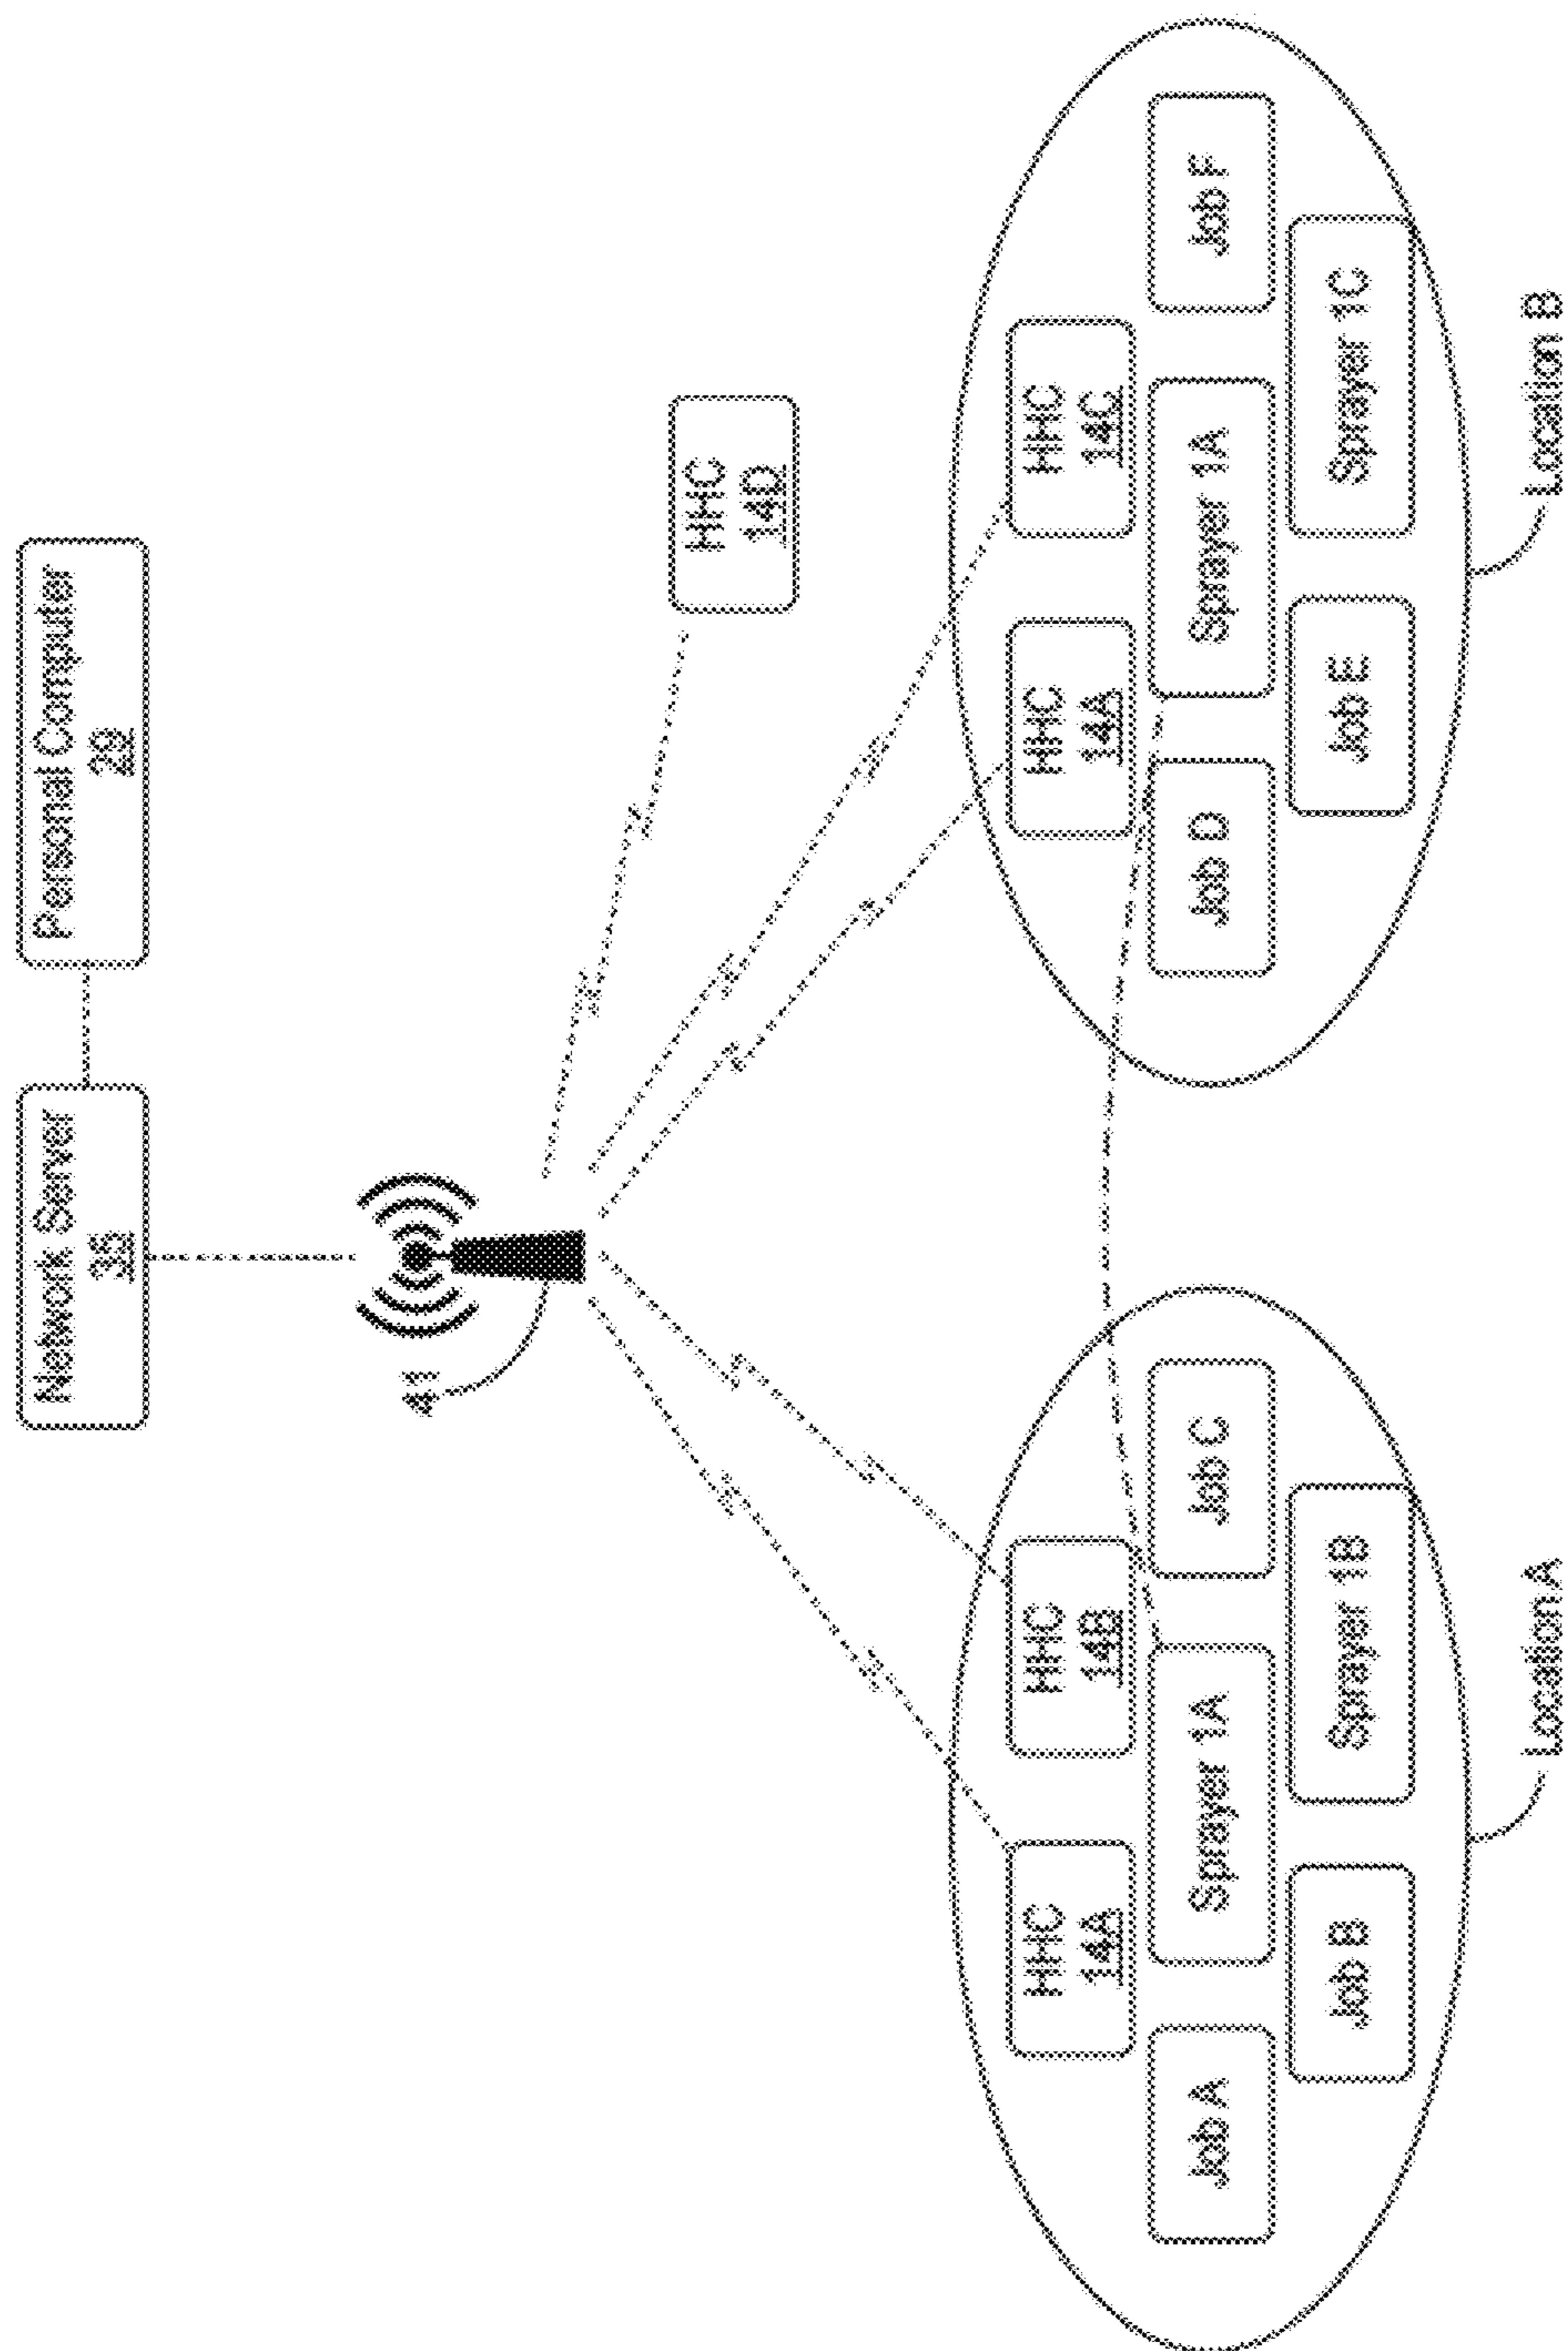 Network Server
35
Personal Computer
29
41
HHC
14D
HHC
14A
HHC
14B
Job A
Sprayer 1A
Job C
Job B
Sprayer 1B
Location A
HHC
14A
HHC
14C
Job D
Sprayer 1A
Job F
Job E
Sprayer 1C
Location B